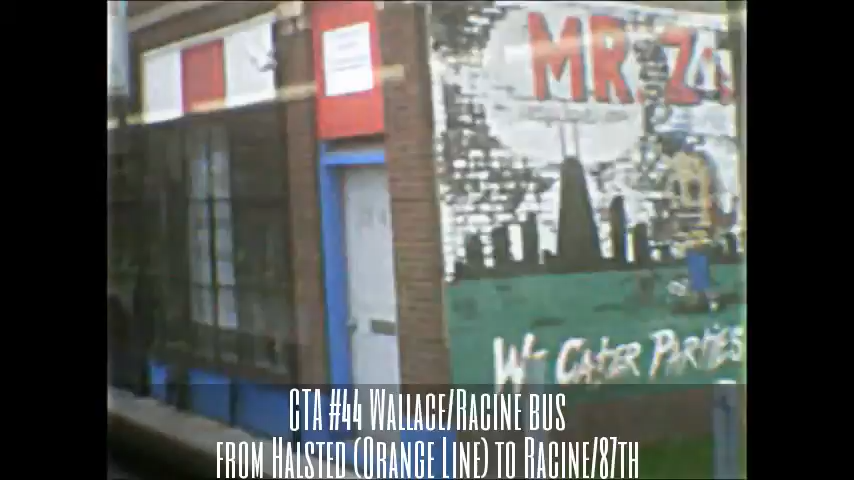 MR. Z
We Cater Parties
CTA #44 Wallace/Racine bus
from Halsted (Orange Line) to Racine/87th